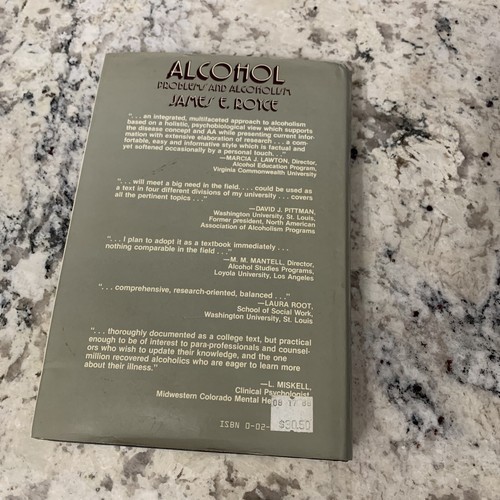 ALCOHOL
PROBLEMS AND ALCOHOLISM
JAMES E. ROYCE
". . . an integrated, multifaceted approach to alcoholism
based on a holistic, psychobiological view which supports
the disease concept and AA while presenting current infor-
mation with extensive elaboration of research . . . a com-
fortable, easy and informative style which is factual and
yet softened occasionally by a personal touch. . ."
—MARCIA J. LAWTON, Director,
Alcohol Education Program,
Virginia Commonwealth University
". . . will meet a big need in the field. . . . could be used as
a text in four different divisions of my university . . . covers
all the pertinent topics . . ."
—DAVID J. PITTMAN,
Washington University, St. Louis,
Former president, North American
Association of Alcoholism Programs
". . . I plan to adopt it as a textbook immediately . . .
nothing comparable in the field . . ."
—M. M. MANTELL, Director,
Alcohol Studies Programs,
Loyola University, Los Angeles
". . . comprehensive, research-oriented, balanced . . ."
—LAURA ROOT,
School of Social Work,
Washington University, St. Louis
". . . thoroughly documented as a college text, but practical
enough to be of interest to para-professionals and counsel-
ors who wish to update their knowledge, and the one
million recovered alcoholics who are eager to learn more
about their illness."
—L. MISKELL,
Clinical Psychologist,
Midwestern Colorado Mental He
ISBN 0-02-
$30.50